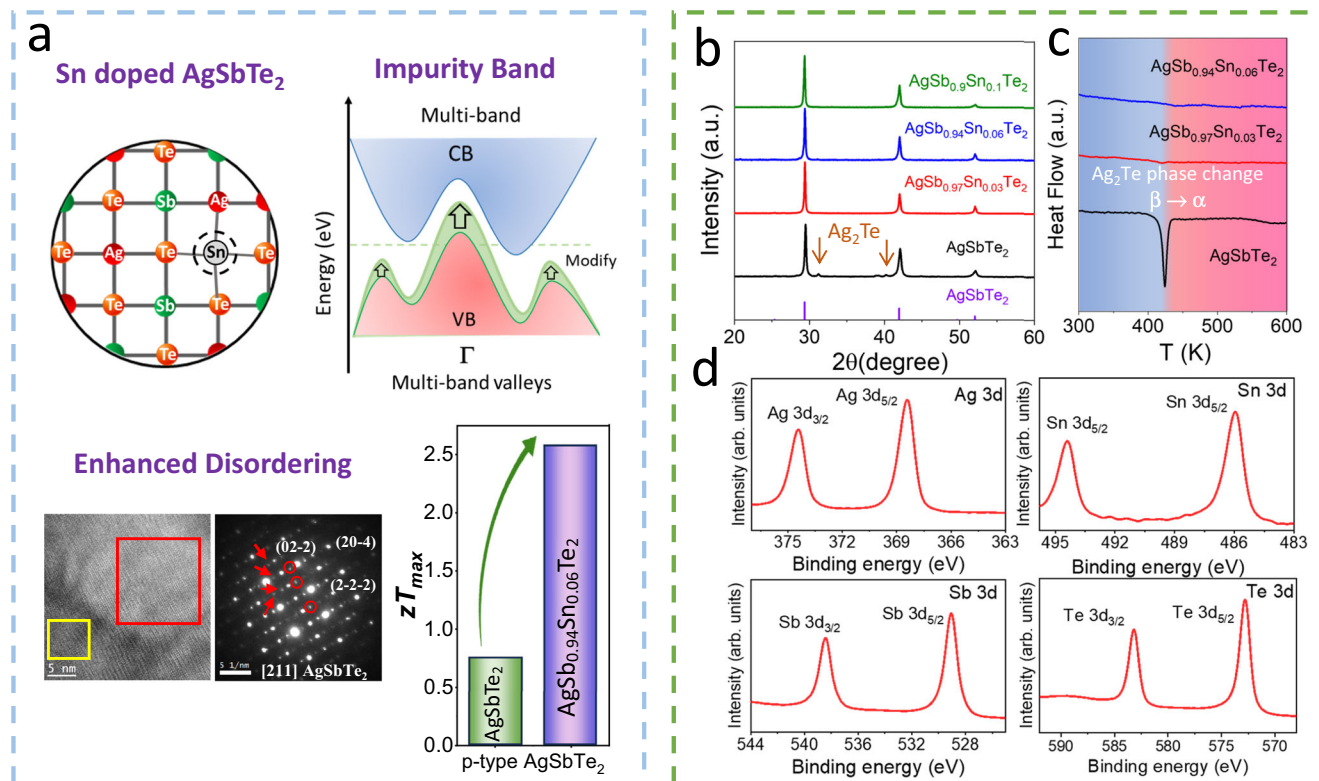 a
Sn doped AgSbTe2
Impurity Band
Te
Te
Sb
Ag
Te
Ag
Te
Sn
Te
Te
Sb
Te
Te
Energy (eV)
Multi-band
CB
Modify
VB
Γ
Multi-band valleys
Enhanced Disordering
5 nm
(02-2)
(20-4)
(2-2-2)
5 1/nm
[211] AgSbTe2
zTmax
2.5
2.0
1.5
1.0
0.5
0.0
AgSbTe2
AgSb0.94Sn0.06Te2
p-type AgSbTe2
b
Intensity (a.u.)
AgSb0.9Sn0.1Te2
AgSb0.94Sn0.06Te2
AgSb0.97Sn0.03Te2
Ag2Te
AgSbTe2
AgSbTe2
20 30 40 50 60
2θ(degree)
c
Heat Flow (a.u.)
AgSb0.94Sn0.06Te2
AgSb0.97Sn0.03Te2
Ag2Te phase change
β → α
AgSbTe2
300 400 500 600
T (K)
d
Intensity (arb. units)
Ag 3d3/2
Ag 3d5/2
Ag 3d
375 372 369 366 363
Binding energy (eV)
Intensity (arb. units)
Sn 3d5/2
Sn 3d5/2
Sn 3d
495 492 489 486 483
Binding energy (eV)
Intensity (arb. units)
Sb 3d3/2
Sb 3d5/2
Sb 3d
544 540 536 532 528
Binding energy (eV)
Intensity (arb. units)
Te 3d3/2
Te 3d5/2
Te 3d
590 585 580 575 570
Binding energy (eV)